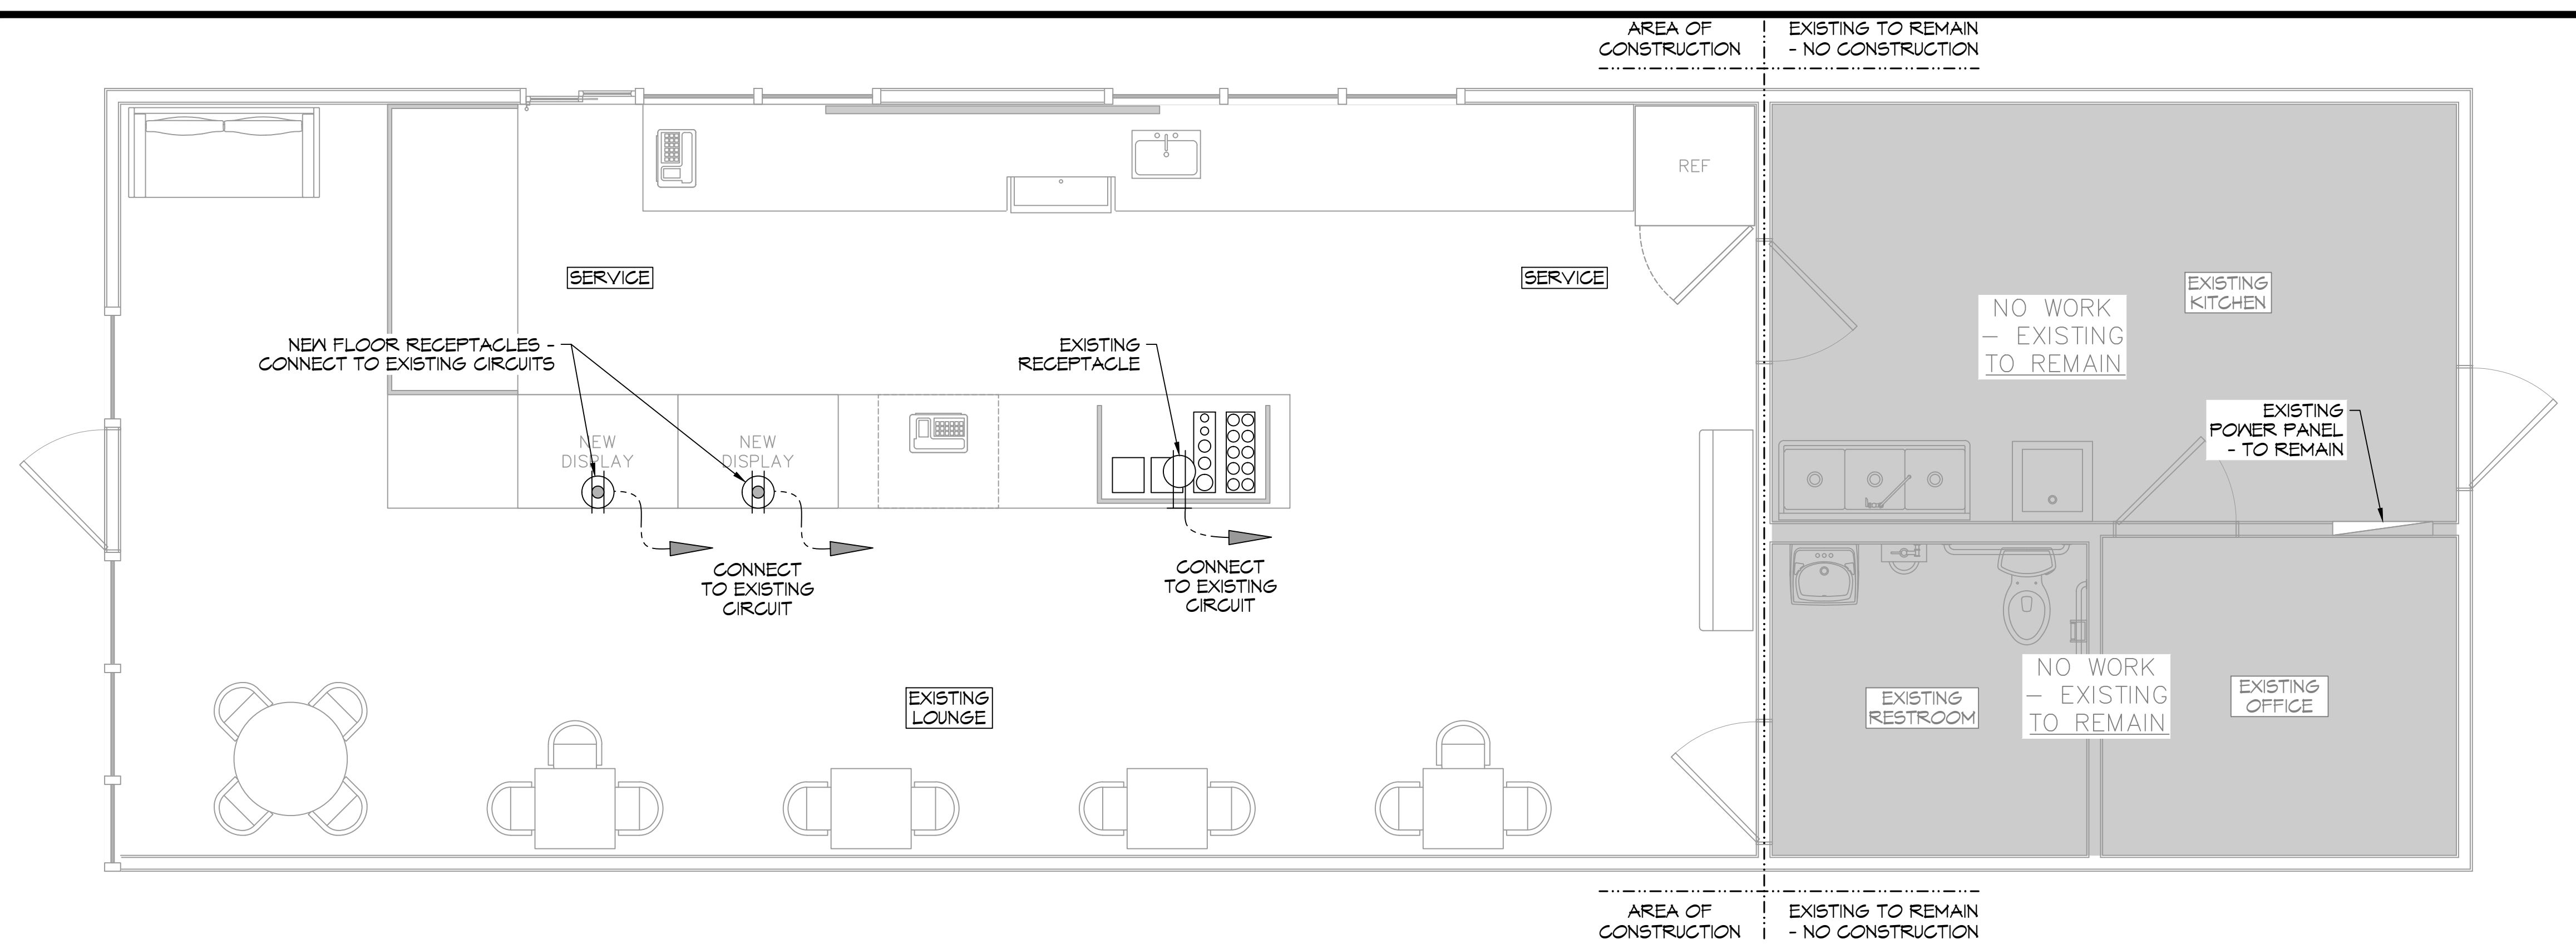 AREA OF
CONSTRUCTION
EXISTING TO REMAIN
- NO CONSTRUCTION
REF
SERVICE
SERVICE
EXISTING
KITCHEN
NO WORK
- EXISTING
TO REMAIN
NEW FLOOR RECEPTACLES -
CONNECT TO EXISTING CIRCUITS
EXISTING
RECEPTACLE
EXISTING
POWER PANEL
- TO REMAIN
NEW
DISPLAY
NEW
DISPLAY
CONNECT
TO EXISTING
CIRCUIT
CONNECT
TO EXISTING
CIRCUIT
EXISTING
LOUNGE
EXISTING
RESTROOM
NO WORK
- EXISTING
TO REMAIN
EXISTING
OFFICE
AREA OF
CONSTRUCTION
EXISTING TO REMAIN
- NO CONSTRUCTION